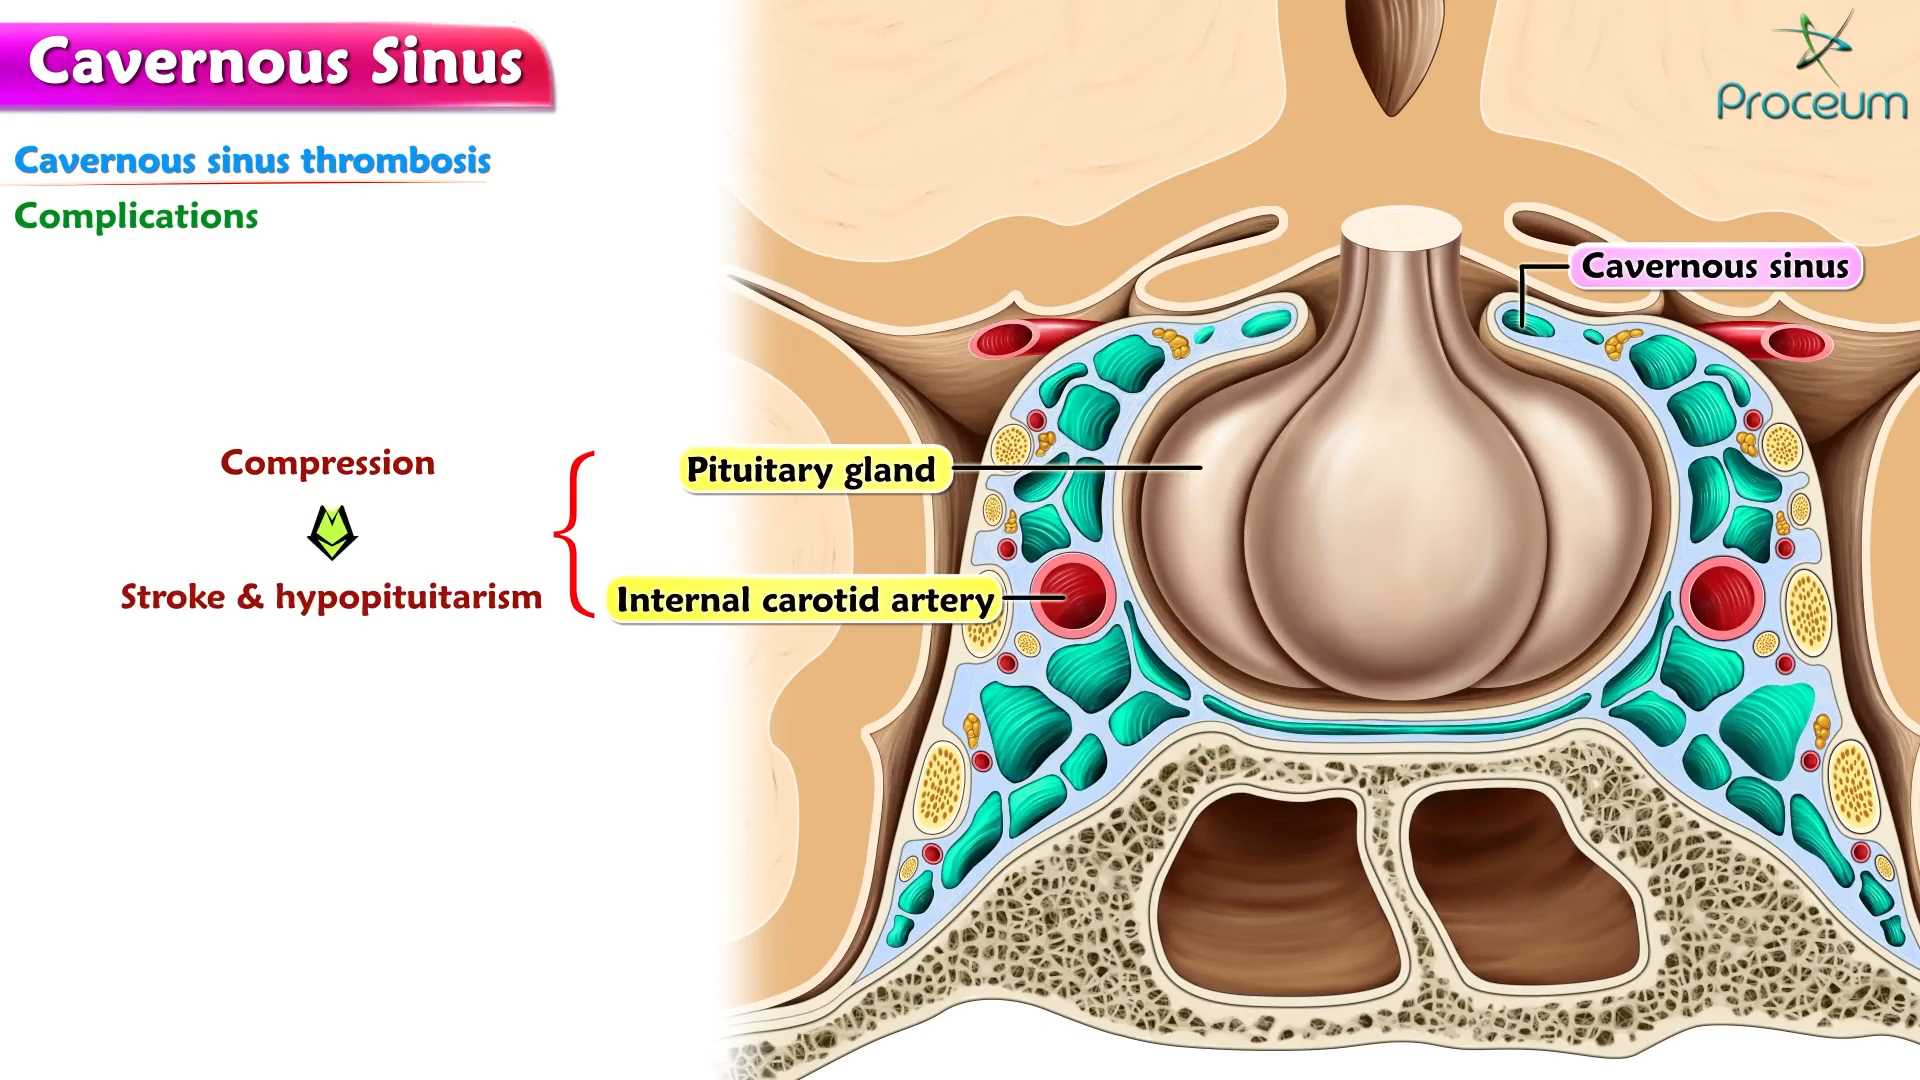 Cavernous Sinus
Proceum
Cavernous sinus thrombosis
Complications
Cavernous sinus
Compression
Pituitary gland
Stroke & hypopituitarism
Internal carotid artery